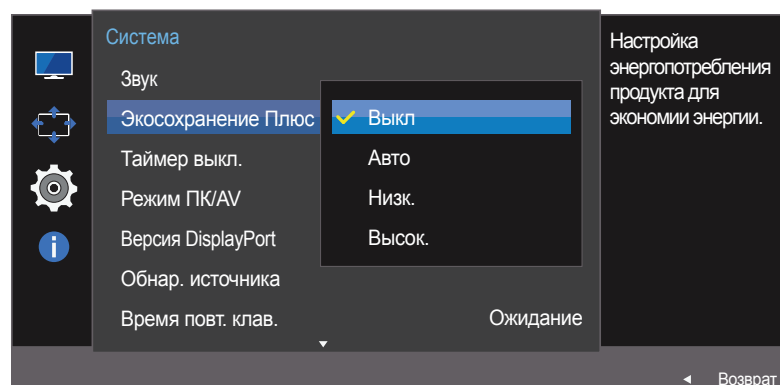 Система
Звук
Экосохранение Плюс
Таймер выкл.
Режим ПК/AV
Версия DisplayPort
Обнар. источника
Время повт. клав.
Выкл
Авто
Низк.
Высок.
Ожидание
Настройка
энергопотребления
продукта для
экономии энергии.
Возврат